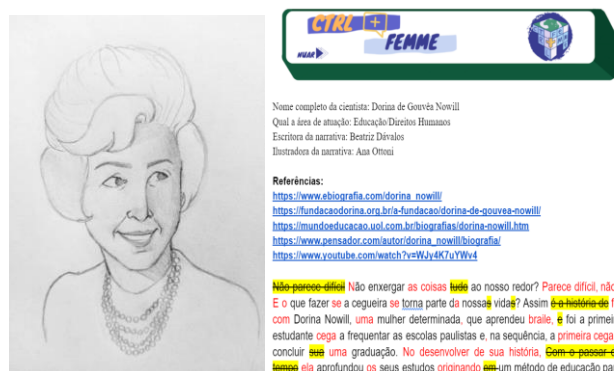 CTRL +
FEMME
NUAR
Nome completo da cientista: Dorina de Gouvêa Nowill
Qual a área de atuação: Educação/Direitos Humanos
Escritora da narrativa: Beatriz Dávalos
Ilustradora da narrativa: Ana Ottoni
Referências:
https://www.ebiografia.com/dorina_nowill/
https://fundacaodorina.org.br/a-fundacao/dorina-de-gouvea-nowill/
https://mundoeducacao.uol.com.br/biografias/dorina-nowill.htm
https://www.pensador.com/autor/dorina_nowill/biografia/
https://www.youtube.com/watch?v=WJy4K7uYWv4
Não parece difícil Não enxergar as coisas tudo ao nosso redor? Parece difícil, não
E o que fazer se a cegueira se torna parte da nossas vidas? Assim é a história de f
com Dorina Nowill, uma mulher determinada, que aprendeu braile, e foi a primei
estudante cega a frequentar as escolas paulistas e, na sequência, a primeira cega
concluir sua uma graduação. No desenvolver de sua história, Com o passar d
tempo ela aprofundou os seus estudos originando em um método de educação pa